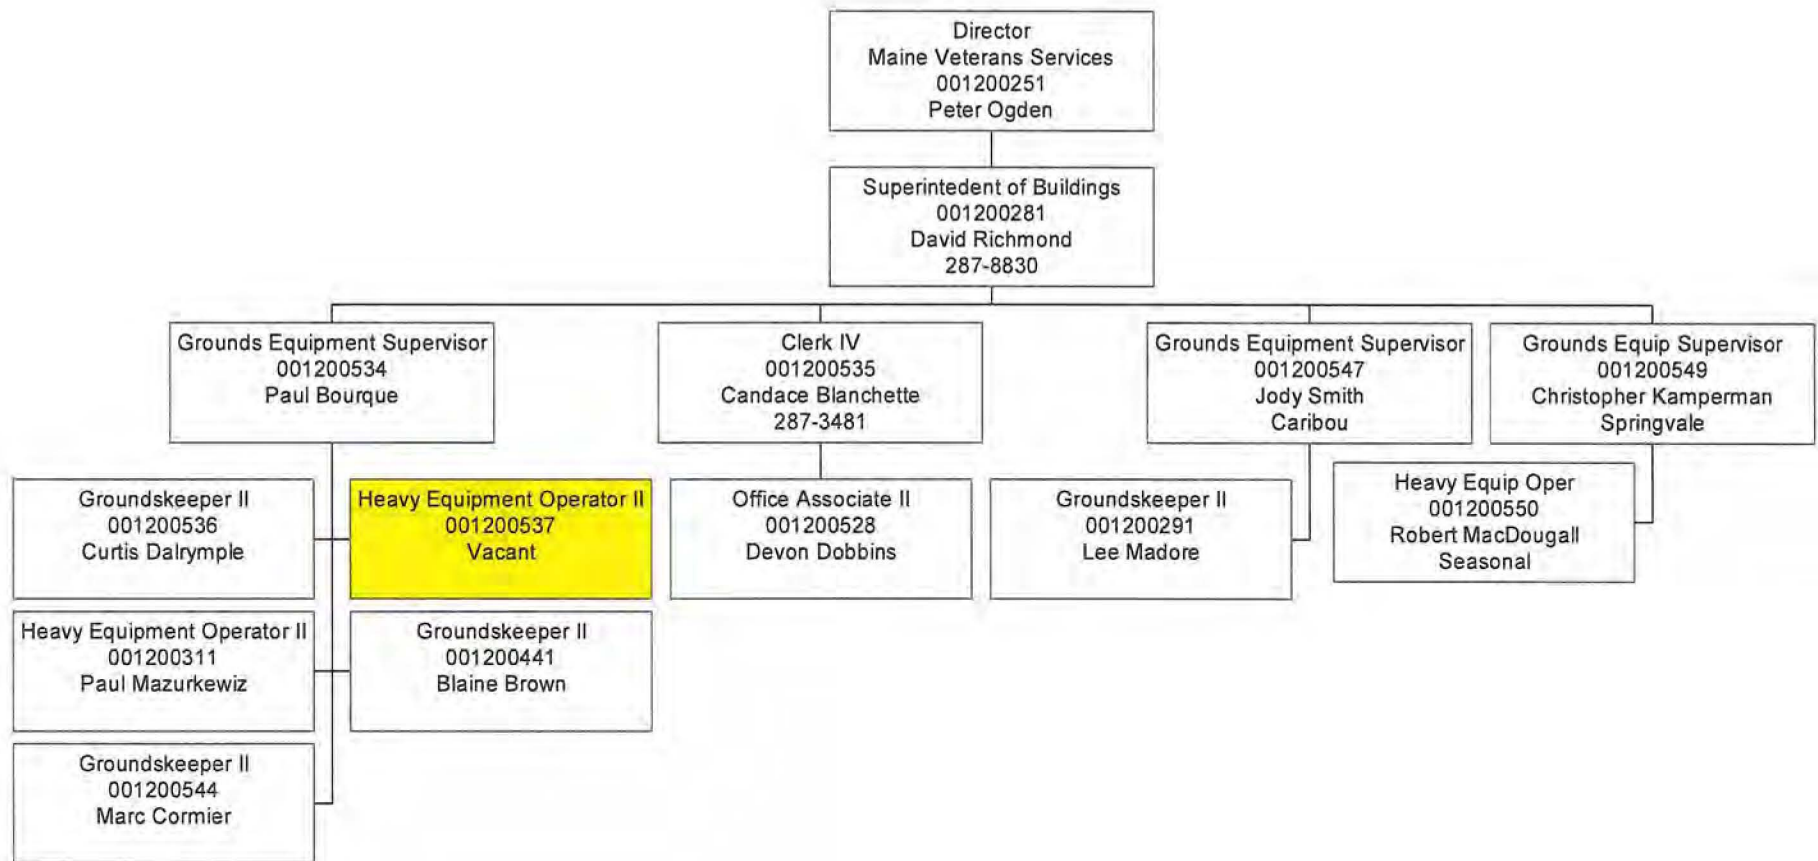 Director
Maine Veterans Services
001200251
Peter Ogden
Superintedent of Buildings
001200281
David Richmond
287-8830
Grounds Equipment Supervisor
001200534
Paul Bourque
Clerk IV
001200535
Candace Blanchette
287-3481
Grounds Equipment Supervisor
001200547
Jody Smith
Caribou
Grounds Equip Supervisor
001200549
Christopher Kamperman
Springvale
Groundskeeper II
001200536
Curtis Dalrymple
Heavy Equipment Operator II
001200537
Vacant
Office Associate II
001200528
Devon Dobbins
Groundskeeper II
001200291
Lee Madore
Heavy Equip Oper
001200550
Robert MacDougall
Seasonal
Heavy Equipment Operator II
001200311
Paul Mazurkewiz
Groundskeeper II
001200441
Blaine Brown
Groundskeeper II
001200544
Marc Cormier